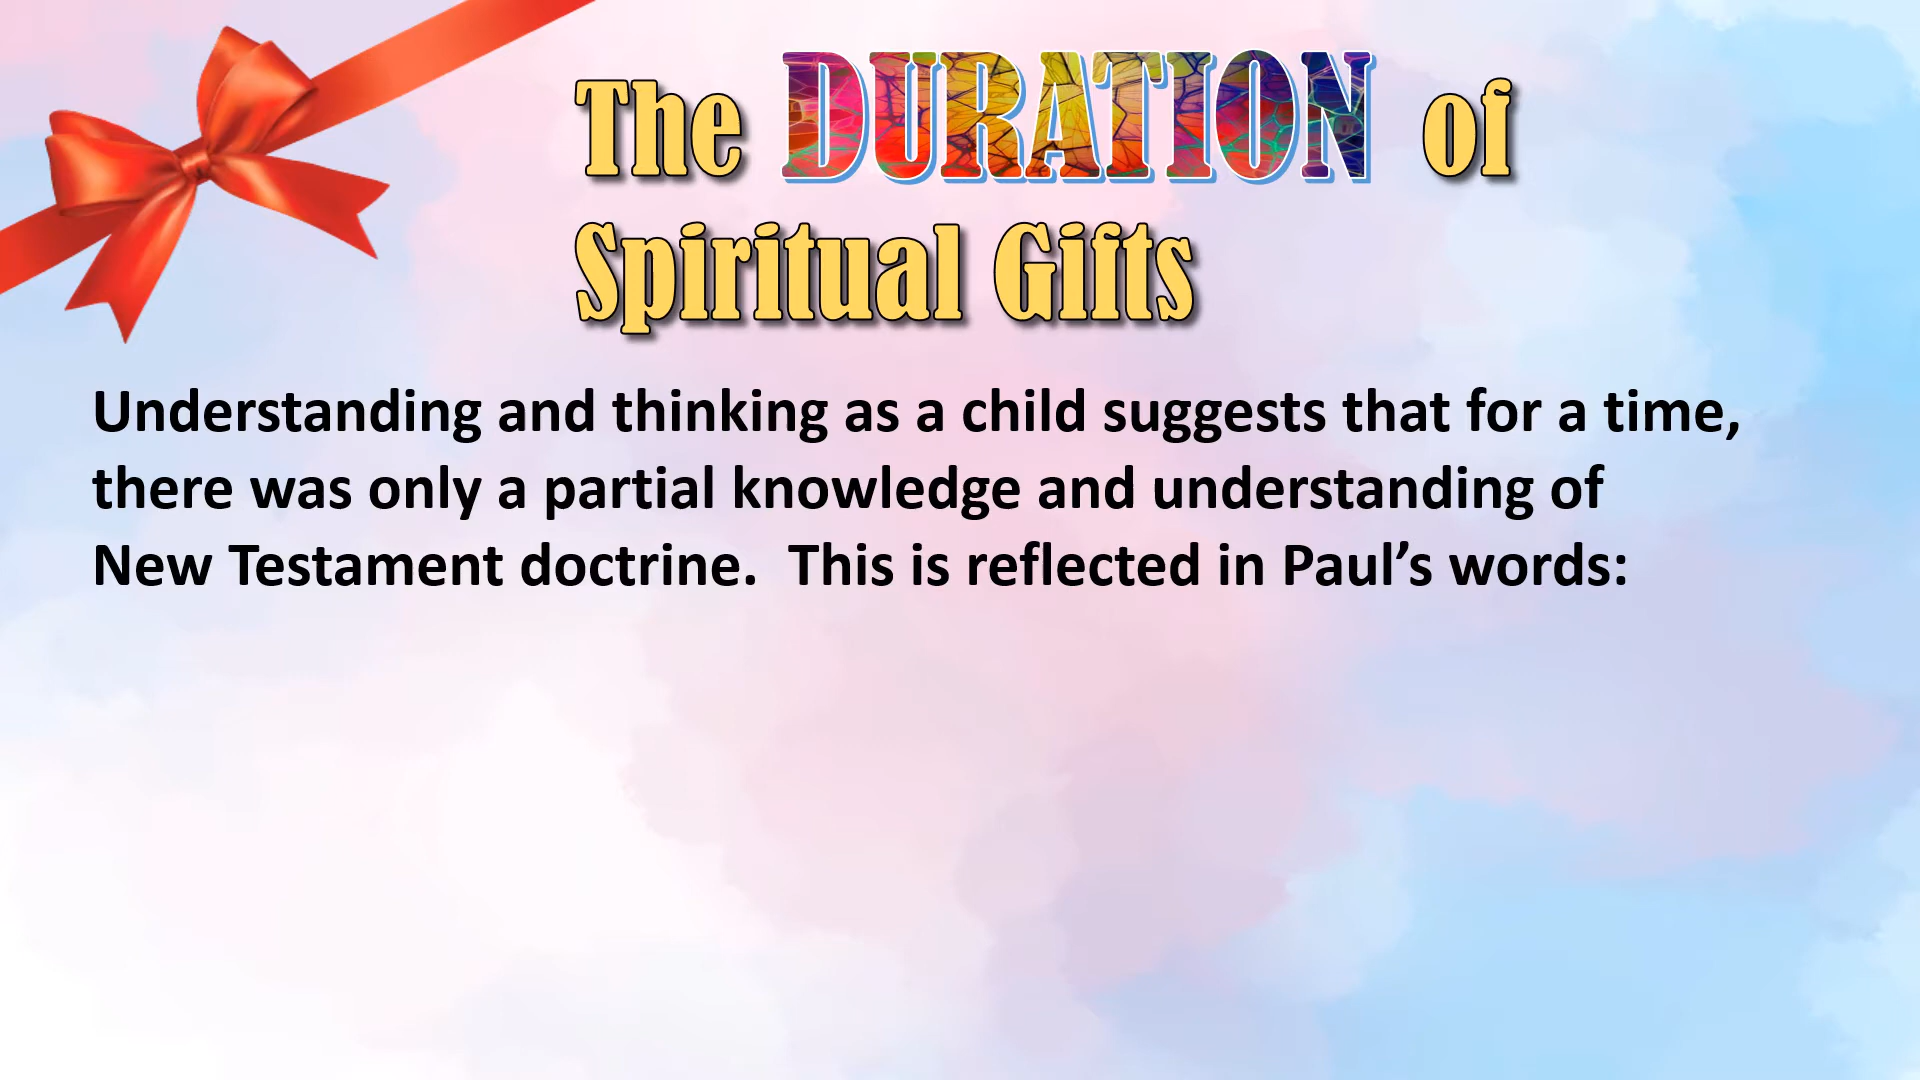 The DURATION of
Spiritual Gifts
Understanding and thinking as a child suggests that for a time,
there was only a partial knowledge and understanding of
New Testament doctrine.  This is reflected in Paul’s words: